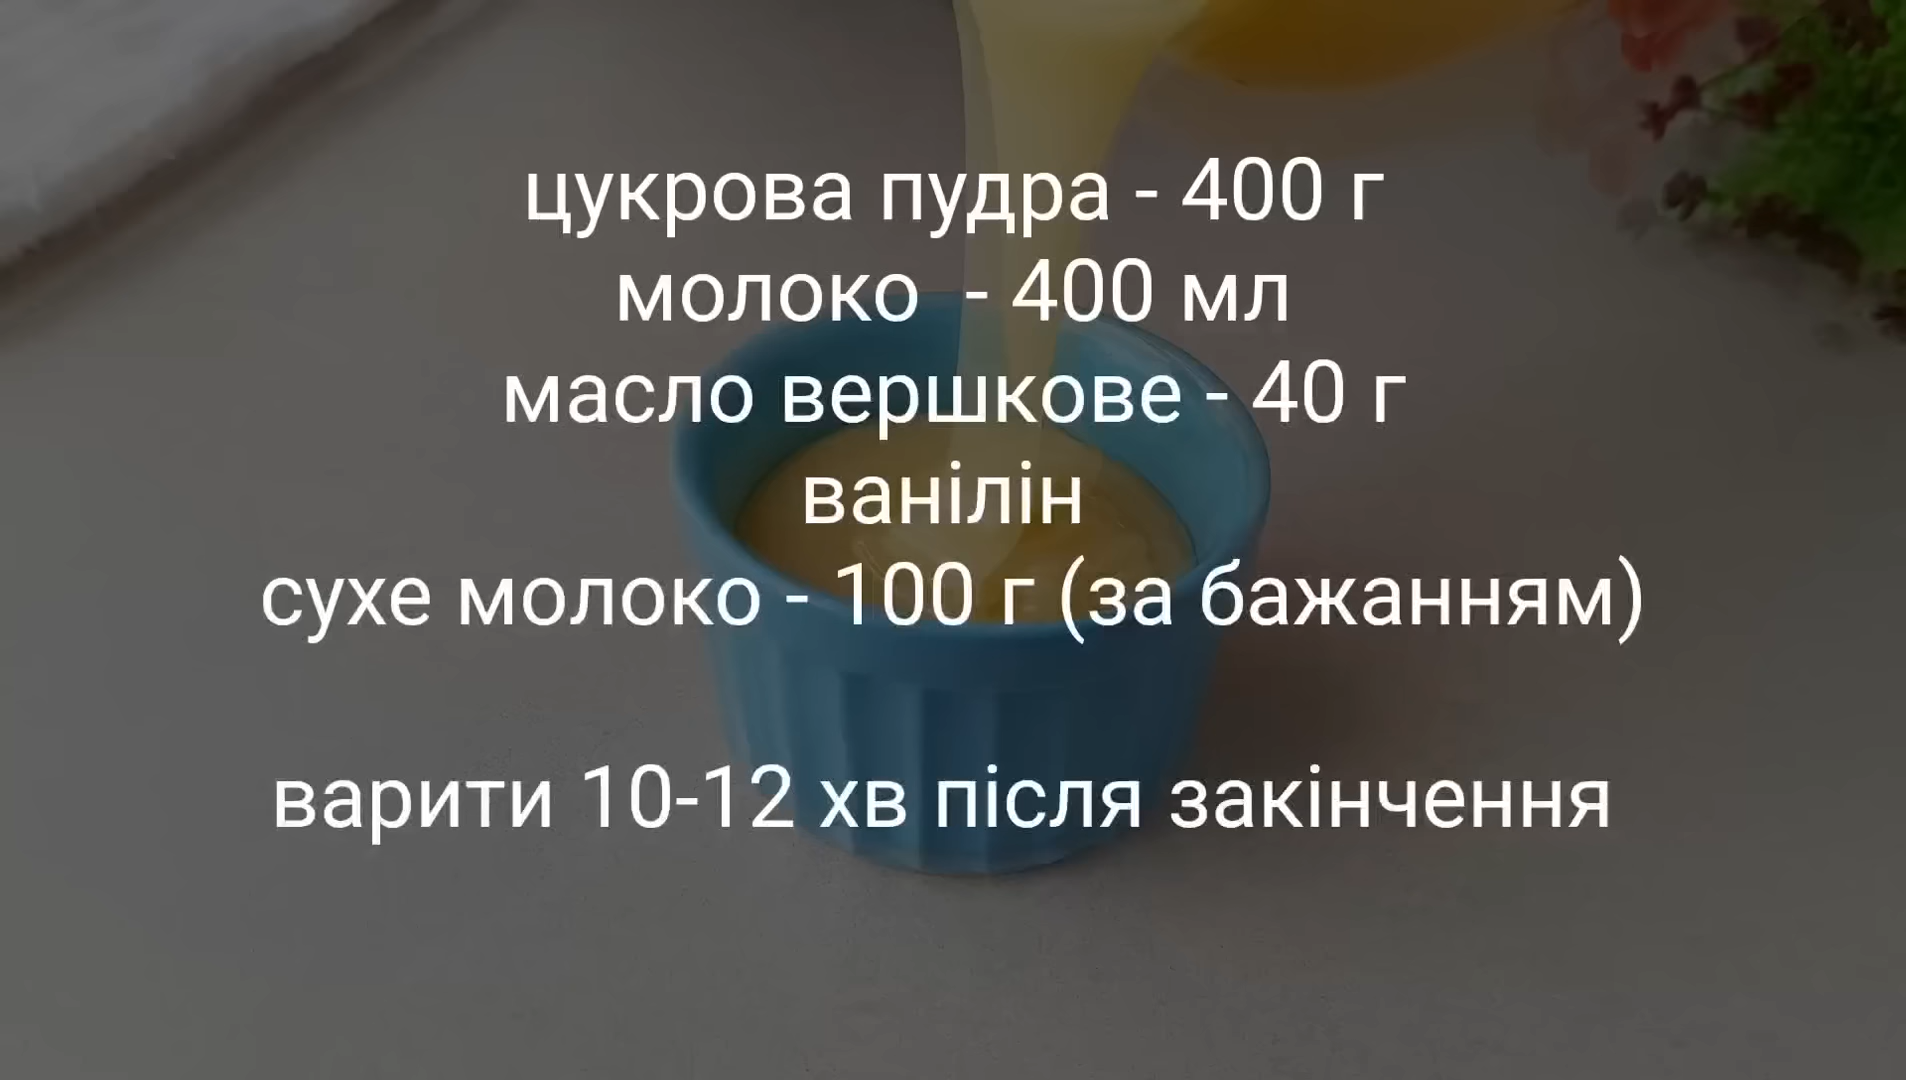 цукрова пудра - 400 г
молоко - 400 мл
масло вершкове - 40 г
ванілін
сухе молоко - 100 г (за бажанням)
варити 10-12 хв після закінчення